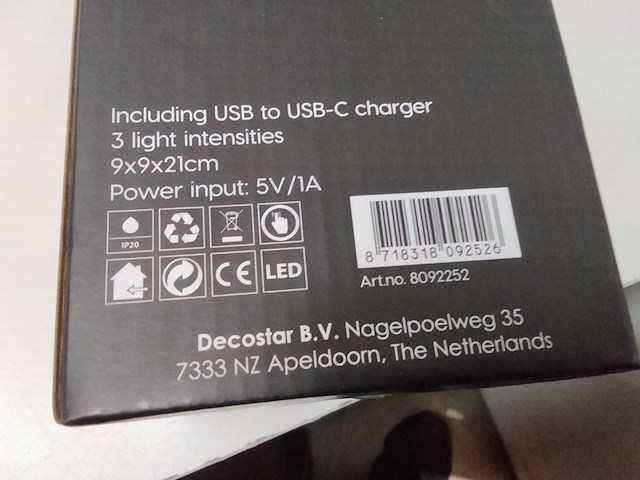 Including USB to USB-C charger
3 light intensities
9x9x21cm
Power input: 5V/1A
IP20
CE LED
8 718318 092526
Art.no. 8092252
Decostar B.V. Nagelpoelweg 35
7333 NZ Apeldoorn, The Netherlands